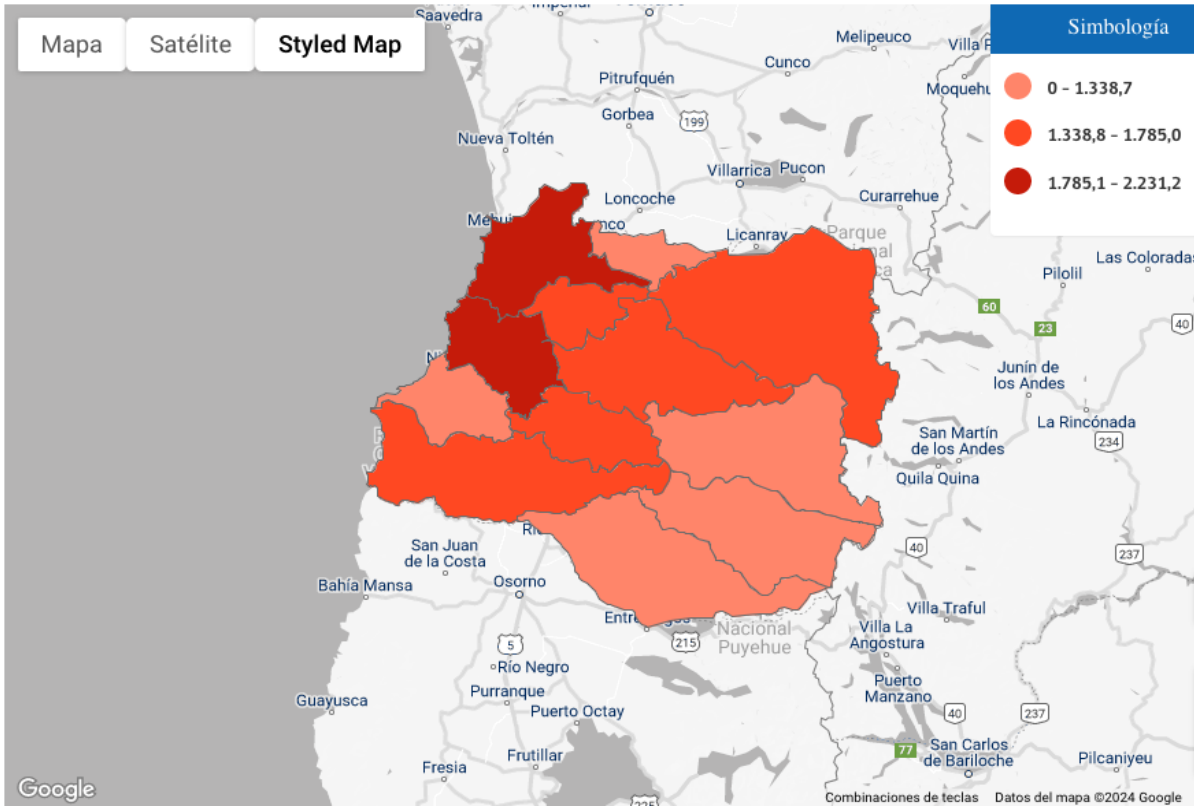 Mapa
Satélite
Styled Map
Simbología
0 - 1.338,7
1.338,8 - 1.785,0
1.785,1 - 2.231,2
Saavedra
Melipeuco
Cunco
Pitrufquén
Gorbea
199
Nueva Toltén
Villarrica
Pucon
Loncoche
Curarrehue
Licanray
Parque
Las Coloradas
Pilolil
60
23
40
Junín de
los Andes
La Rincónada
234
San Martín
de los Andes
Quila Quina
40
237
San Juan
de la Costa
Bahía Mansa
Osorno
Villa Traful
Nacional
Puyehue
215
Villa La
Angostura
5
Río Negro
Purranque
Puerto
Manzano
Guayusca
Puerto Octay
40
237
77
San Carlos
de Bariloche
Pilcaniyeu
Frutillar
Fresia
225
Google
Combinaciones de teclas
Datos del mapa ©2024 Google